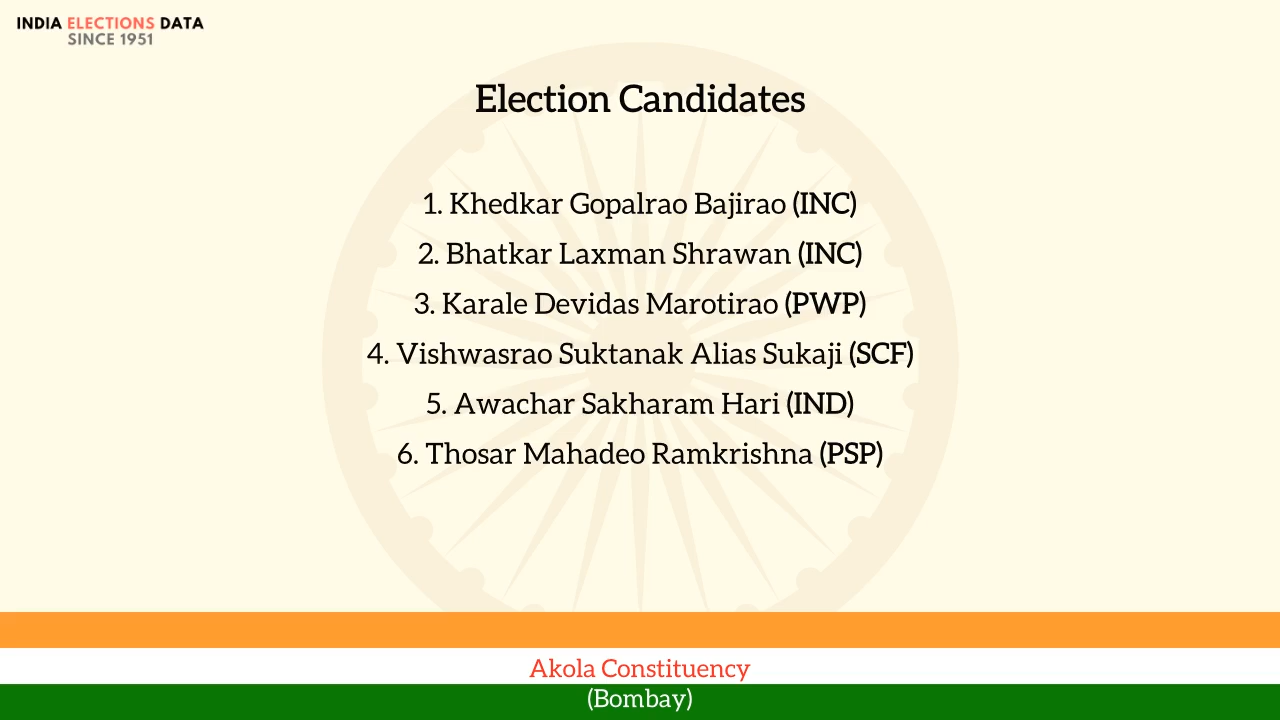 INDIA ELECTIONS DATA
SINCE 1951
Election Candidates
1. Khedkar Gopalrao Bajirao (INC)
2. Bhatkar Laxman Shrawan (INC)
3. Karale Devidas Marotirao (PWP)
4. Vishwasrao Suktanak Alias Sukaji (SCF)
5. Awachar Sakharam Hari (IND)
6. Thosar Mahadeo Ramkrishna (PSP)
Akola Constituency
(Bombay)